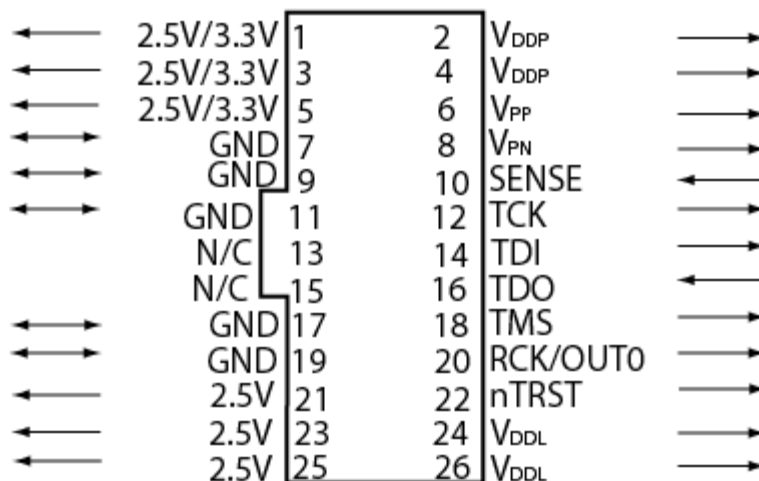 2.5V/3.3V 1 2 VDDP
2.5V/3.3V 3 4 VDDP
2.5V/3.3V 5 6 VPP
GND 7 8 VPN
GND 9 10 SENSE
GND 11 12 TCK
N/C 13 14 TDI
N/C 15 16 TDO
GND 17 18 TMS
GND 19 20 RCK/OUT0
2.5V 21 22 nTRST
2.5V 23 24 VDDL
2.5V 25 26 VDDL